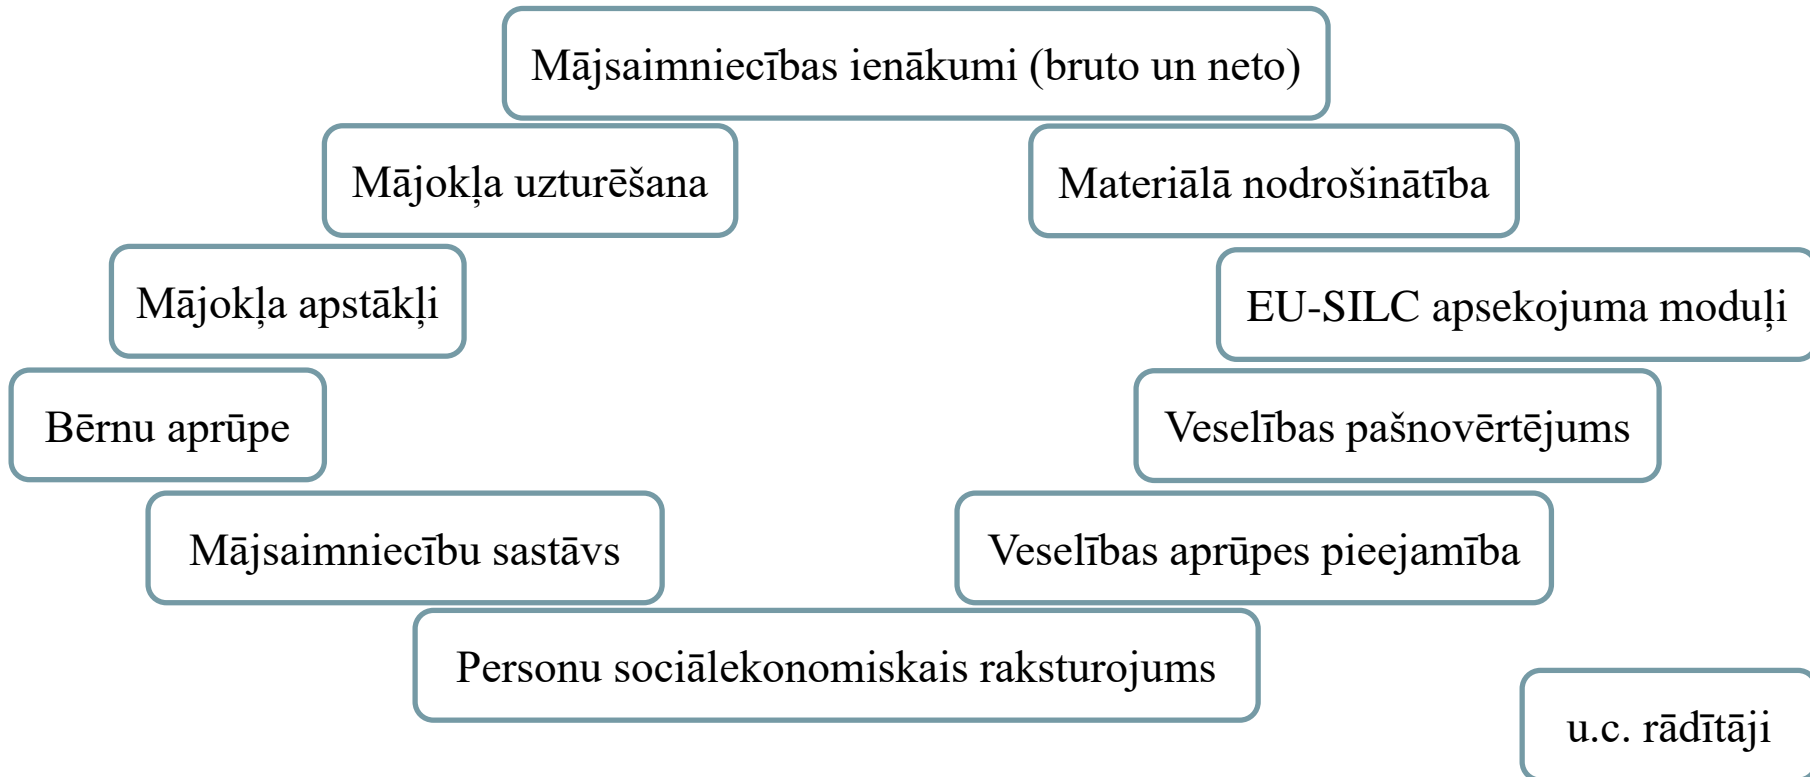 Mājsaimniecības ienākumi (bruto un neto)
Mājokļa uzturēšana
Materiālā nodrošinātība
Mājokļa apstākļi
EU-SILC apsekojuma moduļi
Bērnu aprūpe
Veselības pašnovērtējums
Mājsaimniecību sastāvs
Veselības aprūpes pieejamība
Personu sociālekonomiskais raksturojums
u.c. rādītāji